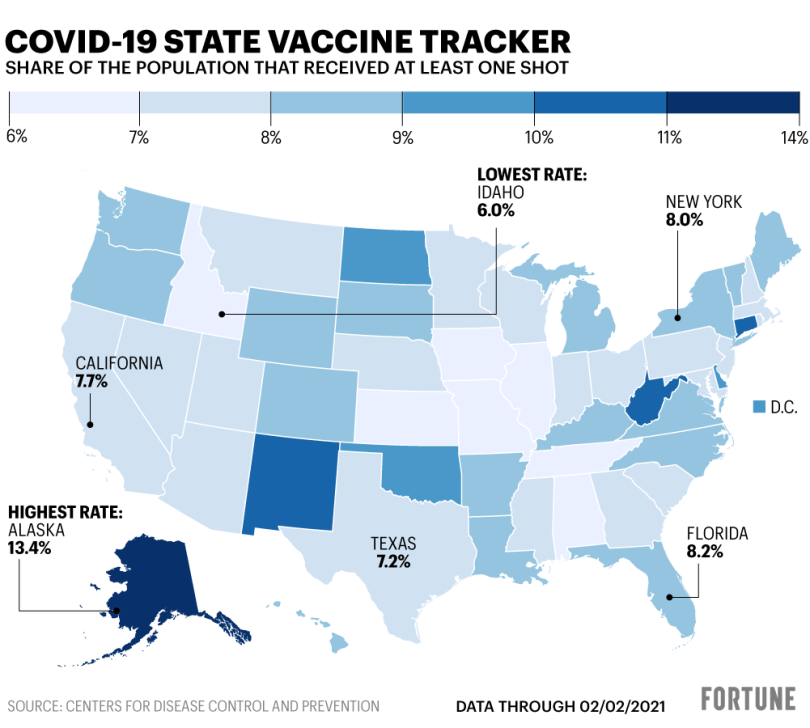 COVID-19 STATE VACCINE TRACKER
SHARE OF THE POPULATION THAT RECEIVED AT LEAST ONE SHOT
6% 7% 8% 9% 10% 11% 14%
LOWEST RATE:
IDAHO
6.0%
NEW YORK
8.0%
CALIFORNIA
7.7%
D.C.
HIGHEST RATE:
ALASKA
13.4%
TEXAS
7.2%
FLORIDA
8.2%
SOURCE: CENTERS FOR DISEASE CONTROL AND PREVENTION
DATA THROUGH 02/02/2021
FORTUNE